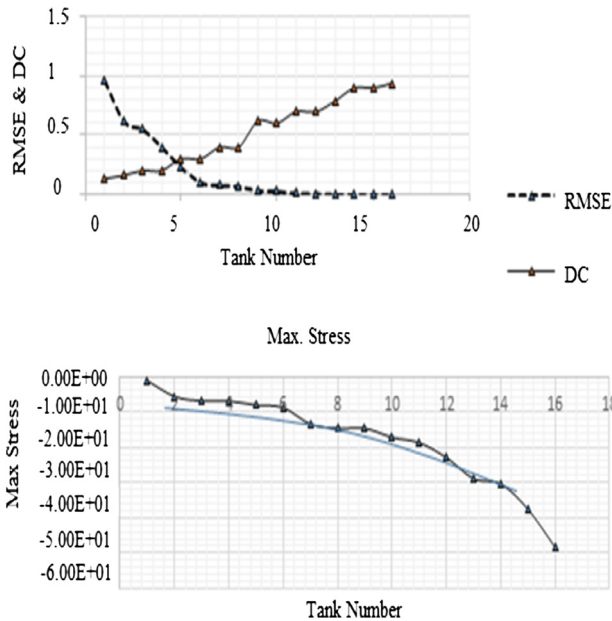 1.5
1
0.5
0
RMSE & DC
0 5 10 15 20
Tank Number
RMSE
DC
Max. Stress
0.00E+00
-1.00E+01
-2.00E+01
-3.00E+01
-4.00E+01
-5.00E+01
-6.00E+01
Max Stress
0 2 4 6 8 10 12 14 16 18
Tank Number